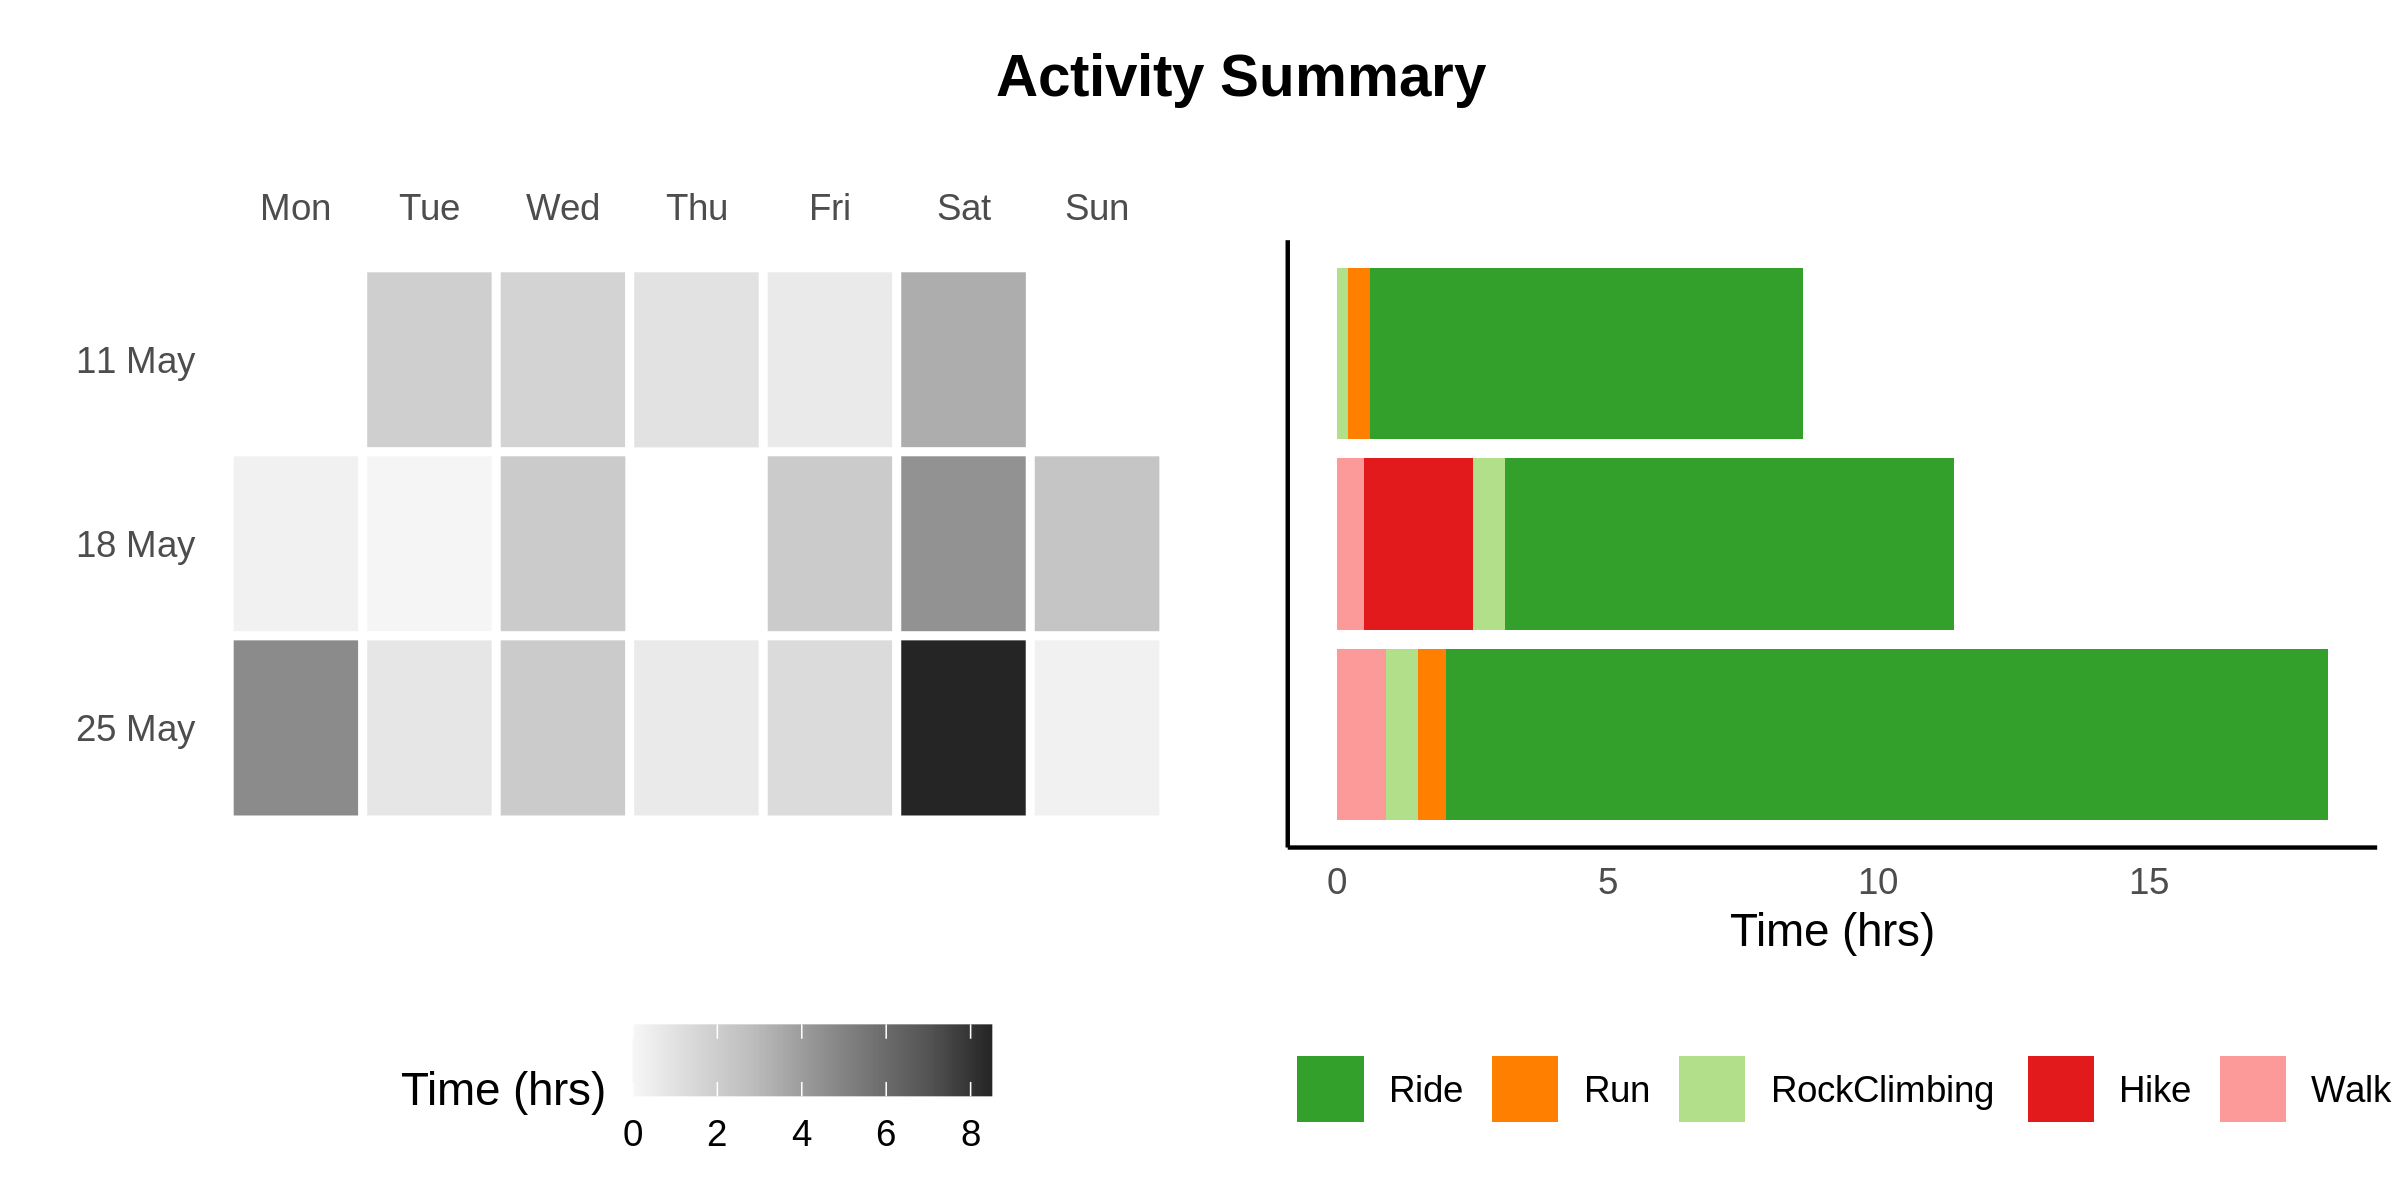 Activity Summary
Mon Tue Wed Thu Fri Sat Sun
11 May
18 May
25 May
0 5 10 15
Time (hrs)
Time (hrs)
0 2 4 6 8
Ride Run RockClimbing Hike Walk